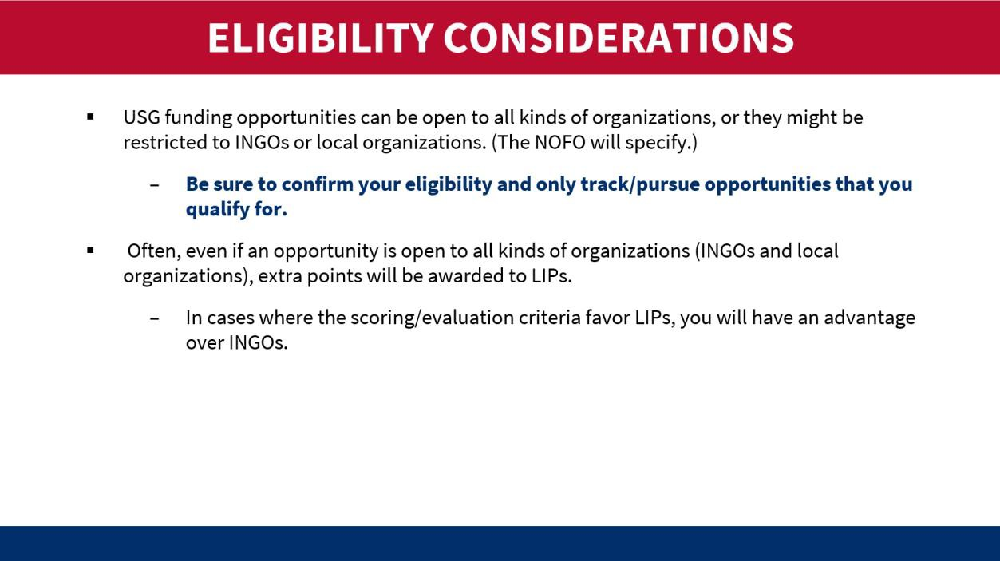 ELIGIBILITY CONSIDERATIONS
▪ USG funding opportunities can be open to all kinds of organizations, or they might be
restricted to INGOs or local organizations. (The NOFO will specify.)
– Be sure to confirm your eligibility and only track/pursue opportunities that you
qualify for.
▪ Often, even if an opportunity is open to all kinds of organizations (INGOs and local
organizations), extra points will be awarded to LIPs.
– In cases where the scoring/evaluation criteria favor LIPs, you will have an advantage
over INGOs.